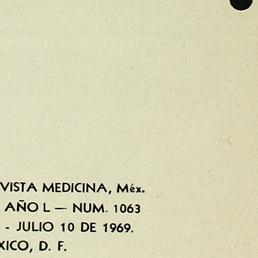 VISTA MEDICINA, Méx.
AÑO L — NUM. 1063
- JULIO 10 DE 1969.
XICO, D. F.